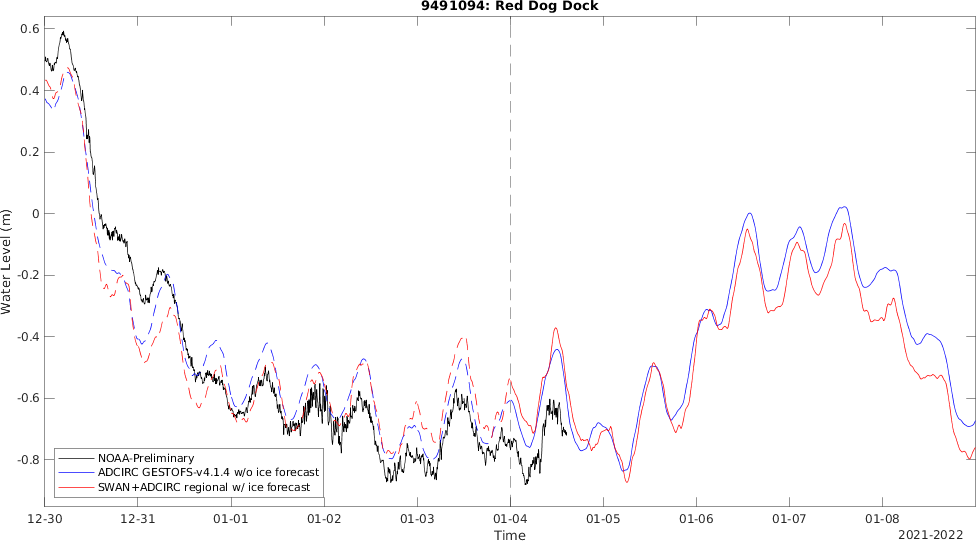 9491094: Red Dog Dock
0.6
0.4
0.2
0
-0.2
-0.4
-0.6
-0.8
Water Level (m)
NOAA-Preliminary
ADCIRC GESTOFS-v4.1.4 w/o ice forecast
SWAN+ADCIRC regional w/ ice forecast
12-30 12-31 01-01 01-02 01-03 01-04 01-05 01-06 01-07 01-08
Time
2021-2022